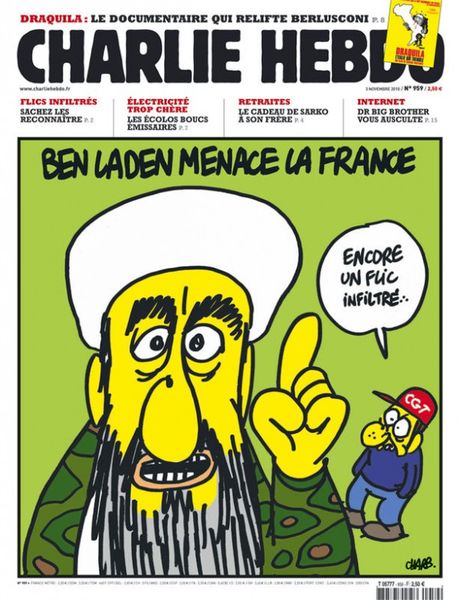 DRAQUILA : LE DOCUMENTAIRE QUI RELIFTE BERLUSCONI P. 8
CHARLIE HEBDO
DRAQUILA
www.charliehebdo.fr
3 NOVEMBRE 2010 / N° 959 / 2,50 €
FLICS INFILTRÉS
SACHEZ LES
RECONNAÎTRE P. 2
ÉLECTRICITÉ
TROP CHÈRE
LES ÉCOLOS BOUCS
ÉMISSAIRES P. 2
RETRAITES
LE CADEAU DE SARKO
À SON FRÈRE P. 4
INTERNET
DR BIG BROTHER
VOUS AUSCULTE P. 15
BEN LADEN MENACE LA FRANCE
ENCORE
UN FLIC
INFILTRÉ..
CGT
CHARB.